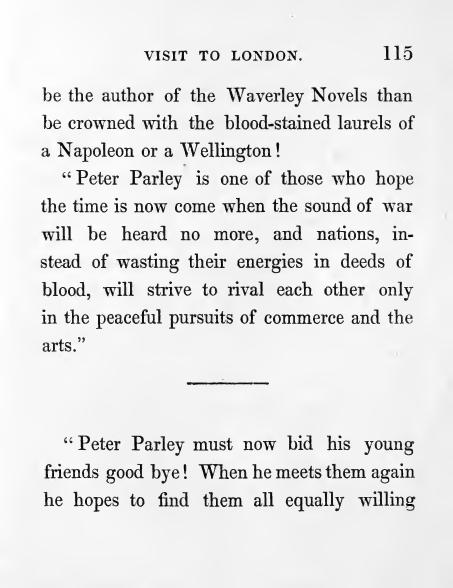 VISIT TO LONDON. 115
be the author of the Waverley Novels than
be crowned with the blood-stained laurels of
a Napoleon or a Wellington!
"Peter Parley is one of those who hope
the time is now come when the sound of war
will be heard no more, and nations, in-
stead of wasting their energies in deeds of
blood, will strive to rival each other only
in the peaceful pursuits of commerce and the
arts."
"Peter Parley must now bid his young
friends good bye! When he meets them again
he hopes to find them all equally willing